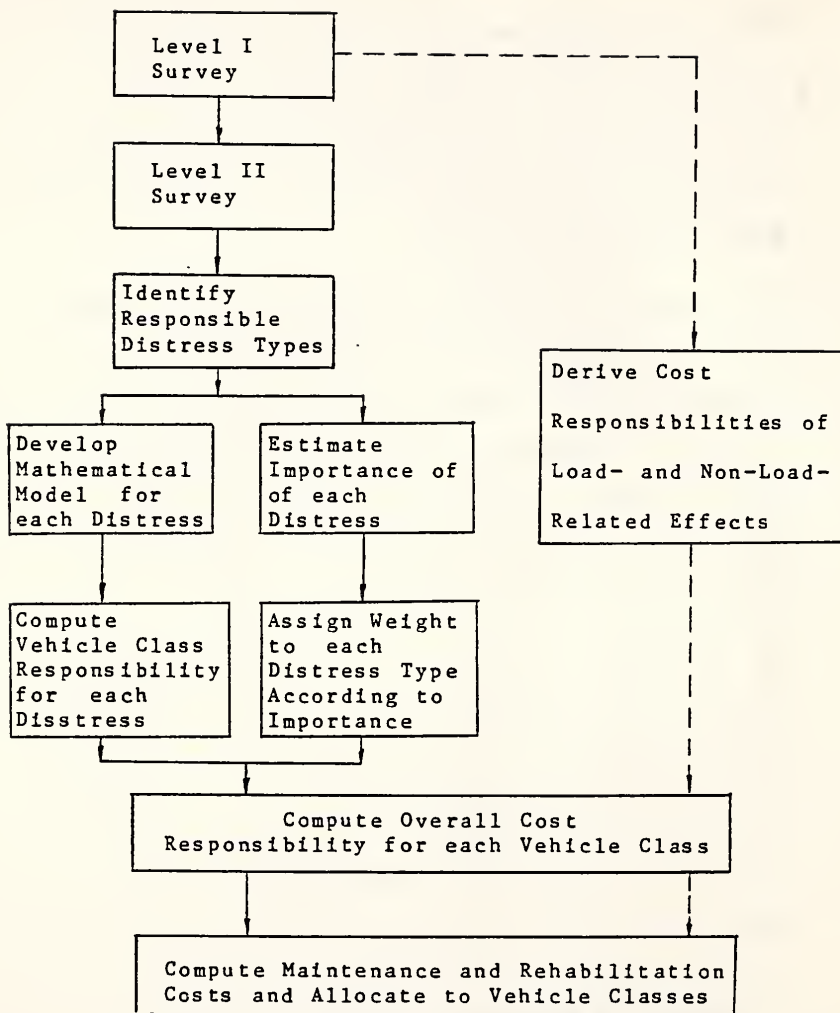 Level I
Survey
Level II
Survey
Identify
Responsible
Distress Types
Develop
Mathematical
Model for
each Distress
Estimate
Importance of
of each
Distress
Derive Cost
Responsibilities of
Load- and Non-Load-
Related Effects
Compute
Vehicle Class
Responsibility
for each
Disstress
Assign Weight
to each
Distress Type
According to
Importance
Compute Overall Cost
Responsibility for each Vehicle Class
Compute Maintenance and Rehabilitation
Costs and Allocate to Vehicle Classes